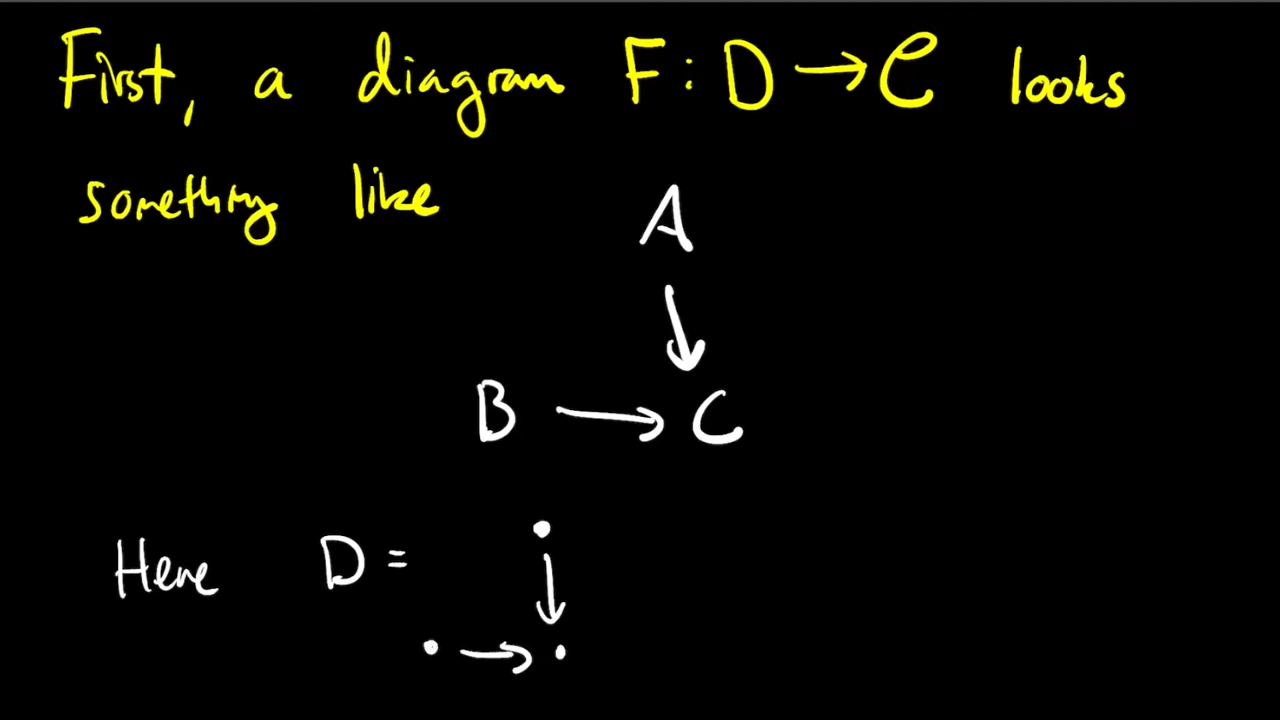 First, a diagram F : D → C looks
something like
A
↓
B → C
Here D =
↓
. → .